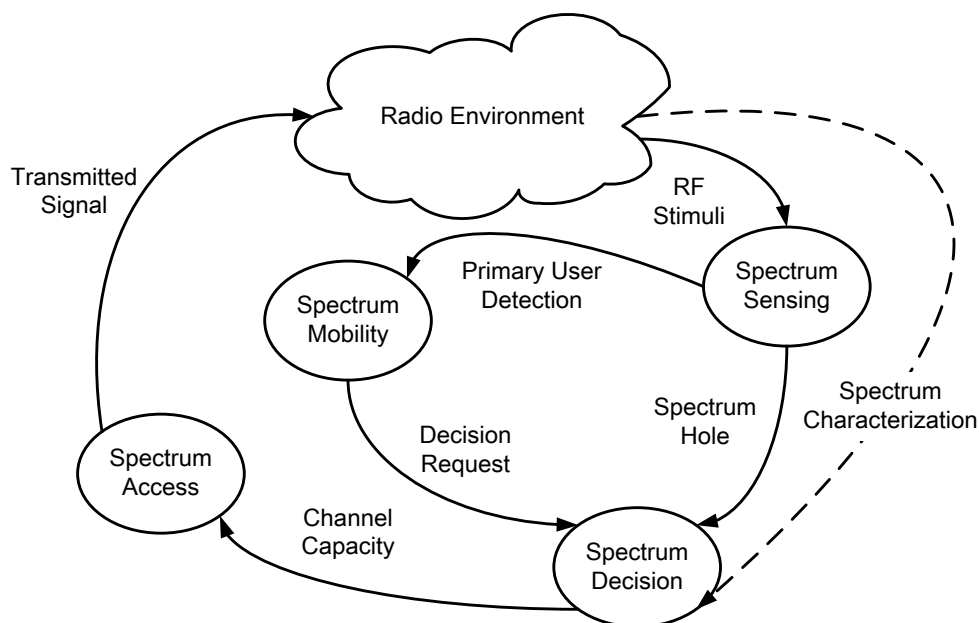 Radio Environment
Transmitted
Signal
RF
Stimuli
Primary User
Detection
Spectrum
Sensing
Spectrum
Mobility
Spectrum
Characterization
Spectrum
Hole
Decision
Request
Spectrum
Access
Channel
Capacity
Spectrum
Decision